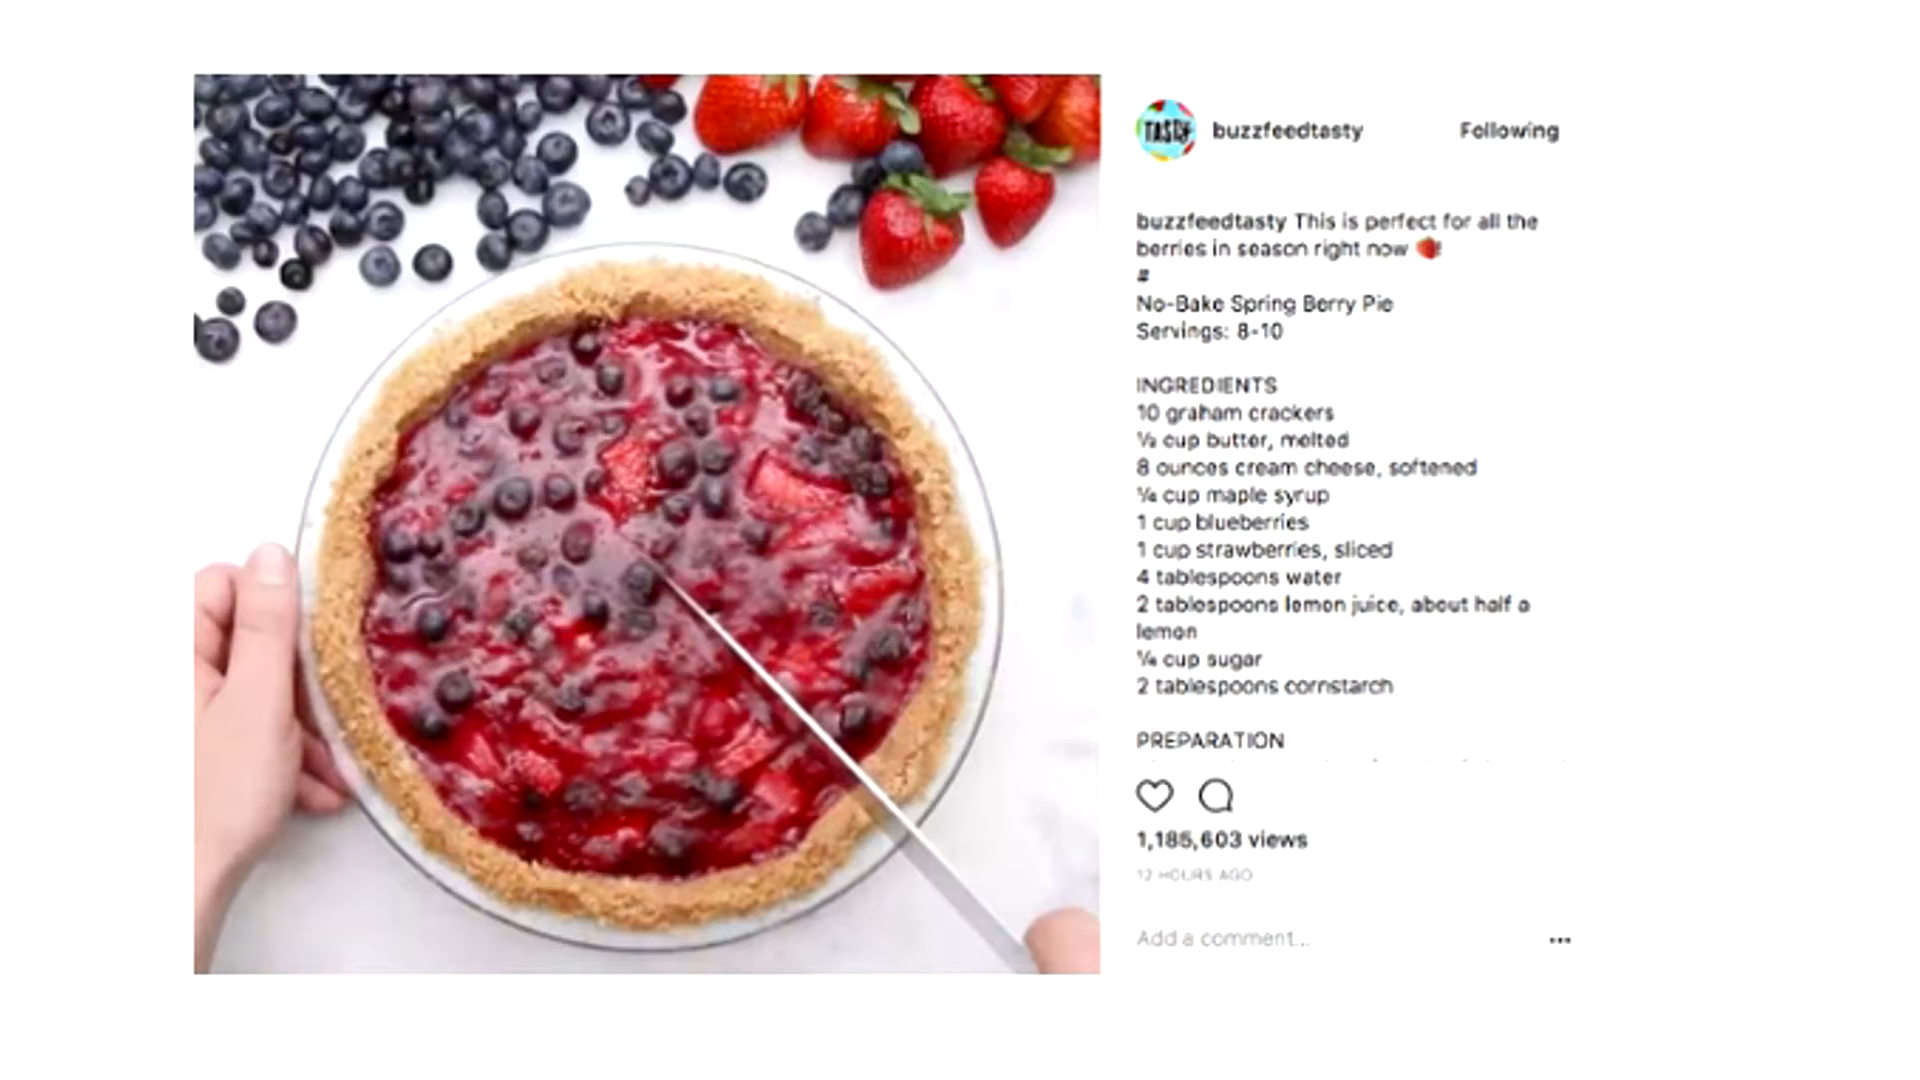 TASTY
buzzfeedtasty
Following
buzzfeedtasty This is perfect for all the
berries in season right now 🍓
#
No-Bake Spring Berry Pie
Servings: 8-10
INGREDIENTS
10 graham crackers
½ cup butter, melted
8 ounces cream cheese, softened
¼ cup maple syrup
1 cup blueberries
1 cup strawberries, sliced
4 tablespoons water
2 tablespoons lemon juice, about half a
lemon
¼ cup sugar
2 tablespoons cornstarch
PREPARATION
1,185,603 views
12 HOURS AGO
Add a comment...